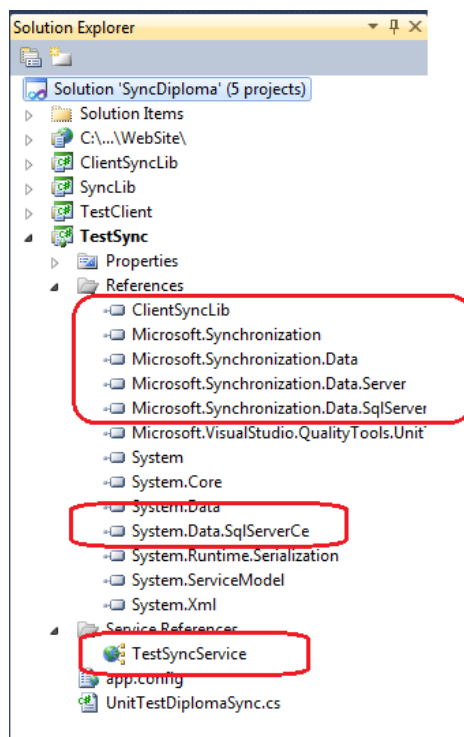 Solution Explorer
Solution 'SyncDiploma' (5 projects)
Solution Items
C:\...\WebSite\
ClientSyncLib
SyncLib
TestClient
TestSync
Properties
References
ClientSyncLib
Microsoft.Synchronization
Microsoft.Synchronization.Data
Microsoft.Synchronization.Data.Server
Microsoft.Synchronization.Data.SqlServer
Microsoft.VisualStudio.QualityTools.Unit
System
System.Core
System.Data
System.Data.SqlServerCe
System.Runtime.Serialization
System.ServiceModel
System.Xml
Service References
TestSyncService
app.config
UnitTestDiplomaSync.cs